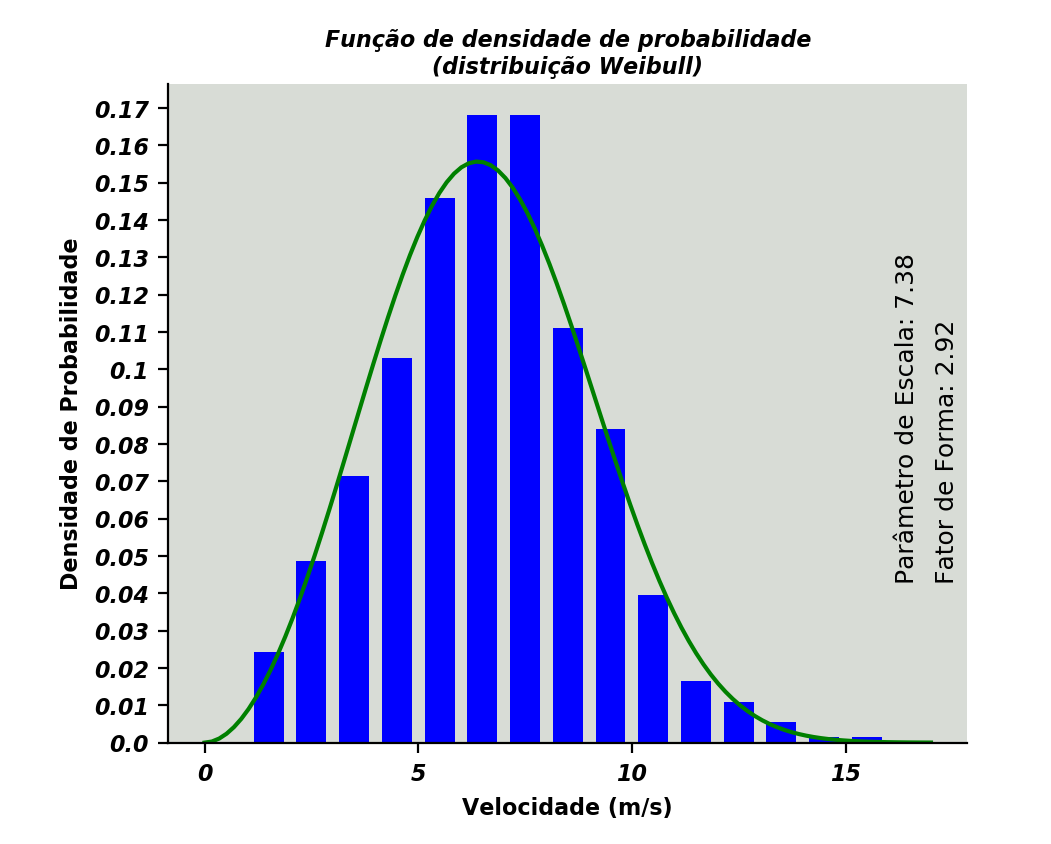 Função de densidade de probabilidade
(distribuição Weibull)
Densidade de Probabilidade
0.17
0.16
0.15
0.14
0.13
0.12
0.11
0.1
0.09
0.08
0.07
0.06
0.05
0.04
0.03
0.02
0.01
0.0
0 5 10 15
Velocidade (m/s)
Parâmetro de Escala: 7.38
Fator de Forma: 2.92